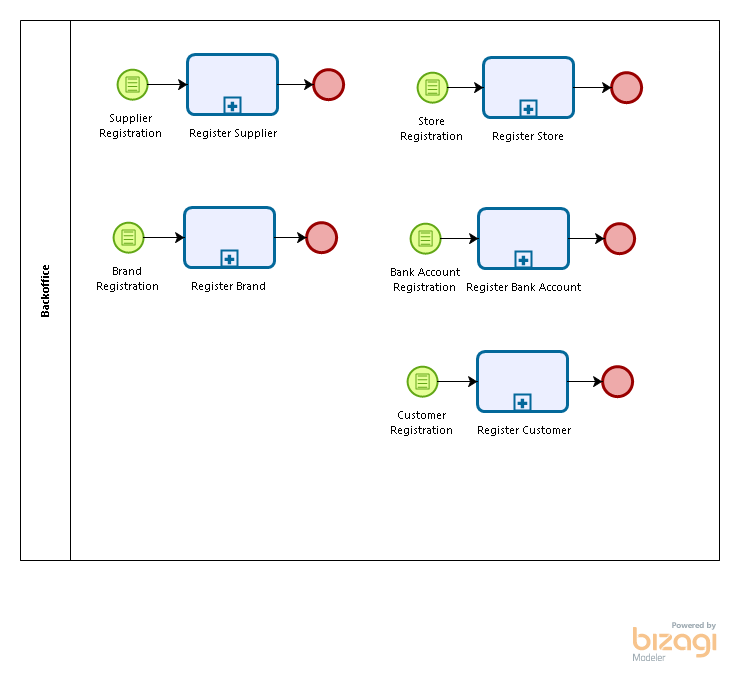 Backoffice
Supplier
Registration
Register Supplier
Store
Registration
Register Store
Brand
Registration
Register Brand
Bank Account
Registration
Register Bank Account
Customer
Registration
Register Customer
Powered by
bizagi
Modeler